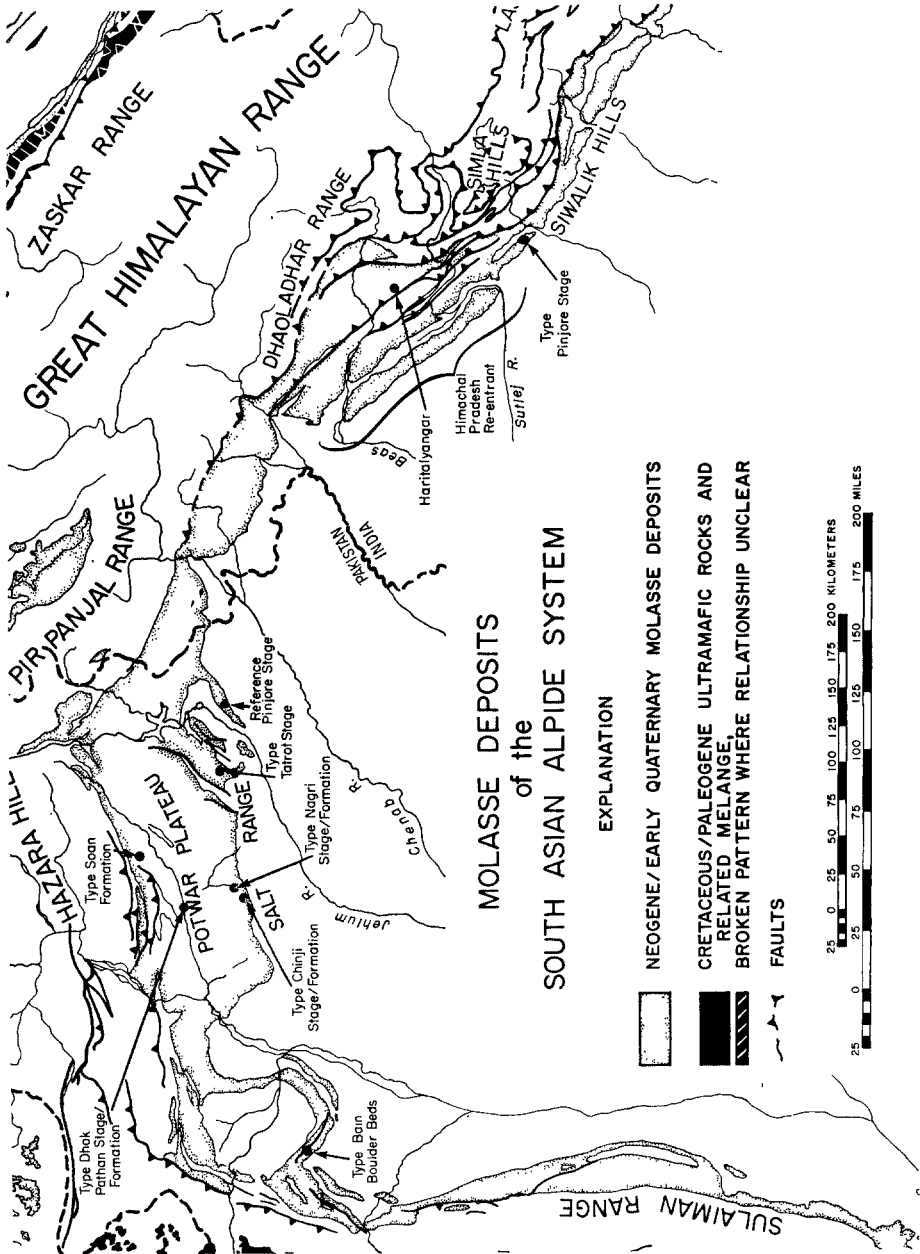 ZASKAR RANGE
GREAT HIMALAYAN RANGE
PIR PANJAL RANGE
HAZARA HIL
DHAOLADHAR RANGE
LA
SIMLA
HILLS
SIWALIK HILLS
Type Dhok
Pathan Stage/
Formation
Type Soan
Formation
POTWAR PLATEAU
SALT RANGE
Type Chinji
Stage/Formation
Type Nagri
Stage/Formation
Type
Tatrot Stage
Reference
Pinjore Stage
Jehlum R.
Chenab R.
PAKISTAN
INDIA
Beas
Haritalyangar
Himachal
Pradesh
Re-entrant
Sutlej R.
Type
Pinjore Stage
Type Bain
Boulder Beds
SULAIMAN RANGE
MOLASSE DEPOSITS
of the
SOUTH ASIAN ALPIDE SYSTEM
EXPLANATION
NEOGENE/EARLY QUATERNARY MOLASSE DEPOSITS
CRETACEOUS/PALEOGENE ULTRAMAFIC ROCKS AND
RELATED MELANGE,
BROKEN PATTERN WHERE RELATIONSHIP UNCLEAR
FAULTS
25 0 25 50 75 100 125 150 175 200 KILOMETERS
25 0 25 50 75 100 125 150 175 200 MILES